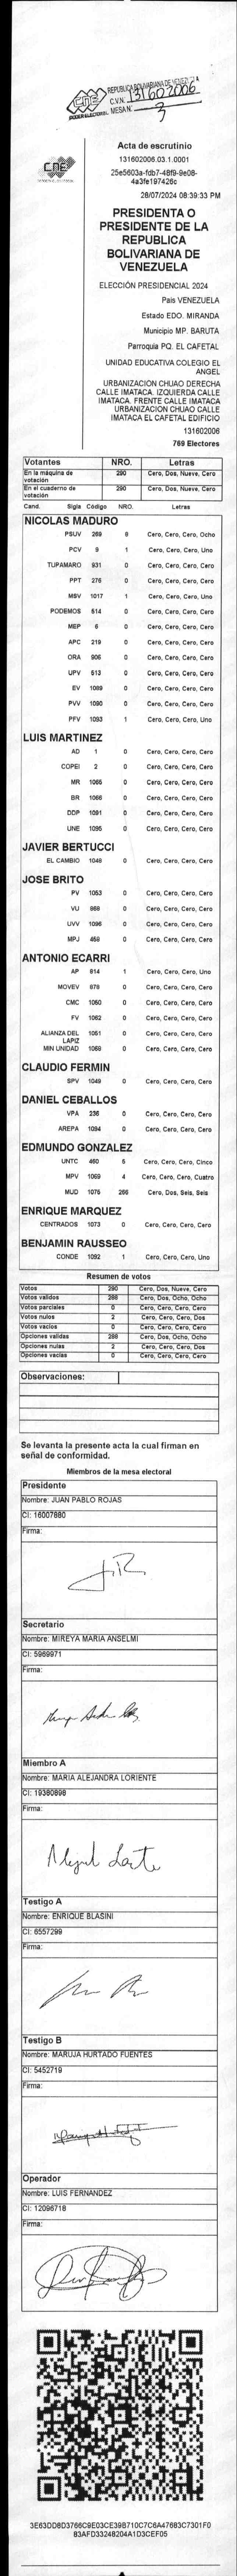 REPUBLICA BOLIVARIANA DE VENEZUELA
CNE
PODER ELECTORAL
C.V.N. 131602006
MESA Nº 3
CNE
Acta de escrutinio
131602006.03.1.0001
25e5603a-fdb7-48f9-9e08-
4a3fe197426c
28/07/2024 08:39:33 PM
PRESIDENTA O
PRESIDENTE DE LA
REPUBLICA
BOLIVARIANA DE
VENEZUELA
ELECCIÓN PRESIDENCIAL 2024
País VENEZUELA
Estado EDO. MIRANDA
Municipio MP. BARUTA
Parroquia PQ. EL CAFETAL
UNIDAD EDUCATIVA COLEGIO EL
ANGEL
URBANIZACION CHUAO DERECHA
CALLE IMATACA. IZQUIERDA CALLE
IMATACA. FRENTE CALLE IMATACA
URBANIZACION CHUAO CALLE
IMATACA EL CAFETAL EDIFICIO
131602006
769 Electores
Votantes NRO. Letras
En la máquina de votación 290 Cero, Dos, Nueve, Cero
En el cuaderno de votación 290 Cero, Dos, Nueve, Cero
Cand. Sigla Código NRO. Letras
NICOLAS MADURO
PSUV 269 8 Cero, Cero, Cero, Ocho
PCV 9 1 Cero, Cero, Cero, Uno
TUPAMARO 931 0 Cero, Cero, Cero, Cero
PPT 276 0 Cero, Cero, Cero, Cero
MSV 1017 1 Cero, Cero, Cero, Uno
PODEMOS 514 0 Cero, Cero, Cero, Cero
MEP 6 0 Cero, Cero, Cero, Cero
APC 219 0 Cero, Cero, Cero, Cero
ORA 906 0 Cero, Cero, Cero, Cero
UPV 513 0 Cero, Cero, Cero, Cero
EV 1089 0 Cero, Cero, Cero, Cero
PVV 1090 0 Cero, Cero, Cero, Cero
PFV 1093 1 Cero, Cero, Cero, Uno
LUIS MARTINEZ
AD 1 0 Cero, Cero, Cero, Cero
COPEI 2 0 Cero, Cero, Cero, Cero
MR 1065 0 Cero, Cero, Cero, Cero
BR 1066 0 Cero, Cero, Cero, Cero
DDP 1091 0 Cero, Cero, Cero, Cero
UNE 1095 0 Cero, Cero, Cero, Cero
JAVIER BERTUCCI
EL CAMBIO 1048 0 Cero, Cero, Cero, Cero
JOSE BRITO
PV 1053 0 Cero, Cero, Cero, Cero
VU 868 0 Cero, Cero, Cero, Cero
UVV 1096 0 Cero, Cero, Cero, Cero
MPJ 458 0 Cero, Cero, Cero, Cero
ANTONIO ECARRI
AP 814 1 Cero, Cero, Cero, Uno
MOVEV 878 0 Cero, Cero, Cero, Cero
CMC 1060 0 Cero, Cero, Cero, Cero
FV 1062 0 Cero, Cero, Cero, Cero
ALIANZA DEL LAPIZ 1051 0 Cero, Cero, Cero, Cero
MIN UNIDAD 1068 0 Cero, Cero, Cero, Cero
CLAUDIO FERMIN
SPV 1049 0 Cero, Cero, Cero, Cero
DANIEL CEBALLOS
VPA 236 0 Cero, Cero, Cero, Cero
AREPA 1094 0 Cero, Cero, Cero, Cero
EDMUNDO GONZALEZ
UNTC 460 5 Cero, Cero, Cero, Cinco
MPV 1069 4 Cero, Cero, Cero, Cuatro
MUD 1075 266 Cero, Dos, Seis, Seis
ENRIQUE MARQUEZ
CENTRADOS 1073 0 Cero, Cero, Cero, Cero
BENJAMIN RAUSSEO
CONDE 1092 1 Cero, Cero, Cero, Uno
Resumen de votos
Votos 290 Cero, Dos, Nueve, Cero
Votos validos 288 Cero, Dos, Ocho, Ocho
Votos parciales 0 Cero, Cero, Cero, Cero
Votos nulos 2 Cero, Cero, Cero, Dos
Votos vacios 0 Cero, Cero, Cero, Cero
Opciones validas 288 Cero, Dos, Ocho, Ocho
Opciones nulas 2 Cero, Cero, Cero, Dos
Opciones vacias 0 Cero, Cero, Cero, Cero
Observaciones:
Se levanta la presente acta la cual firman en
señal de conformidad.
Miembros de la mesa electoral
Presidente
Nombre: JUAN PABLO ROJAS
CI: 16007880
Firma:
Secretario
Nombre: MIREYA MARIA ANSELMI
CI: 5969971
Firma:
Miembro A
Nombre: MARIA ALEJANDRA LORIENTE
CI: 19380898
Firma:
Testigo A
Nombre: ENRIQUE BLASINI
CI: 6557299
Firma:
Testigo B
Nombre: MARUJA HURTADO FUENTES
CI: 5452719
Firma:
Operador
Nombre: LUIS FERNANDEZ
CI: 12096718
Firma:
3E63DD8D3766C9E03CE39B710C7C6A47683C7301F0
83AFD33248204A1D3CEF05